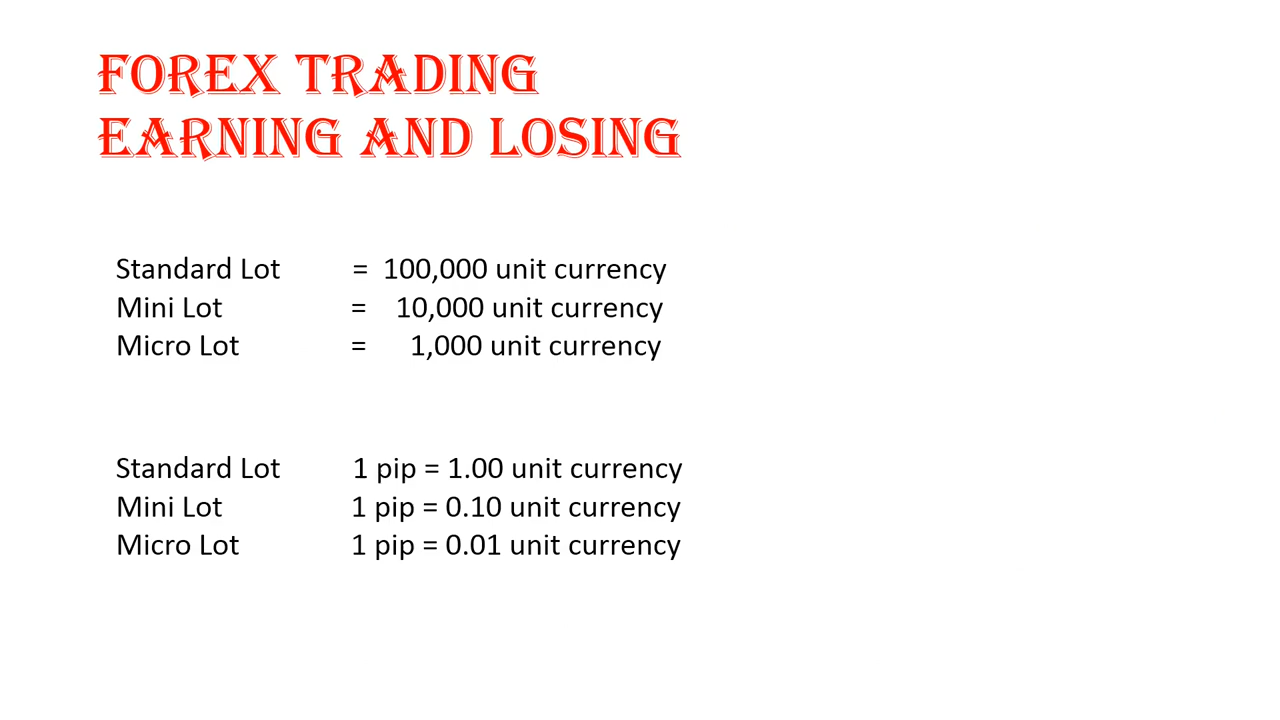 FOREX TRADING
EARNING AND LOSING
Standard Lot = 100,000 unit currency
Mini Lot = 10,000 unit currency
Micro Lot = 1,000 unit currency
Standard Lot 1 pip = 1.00 unit currency
Mini Lot 1 pip = 0.10 unit currency
Micro Lot 1 pip = 0.01 unit currency